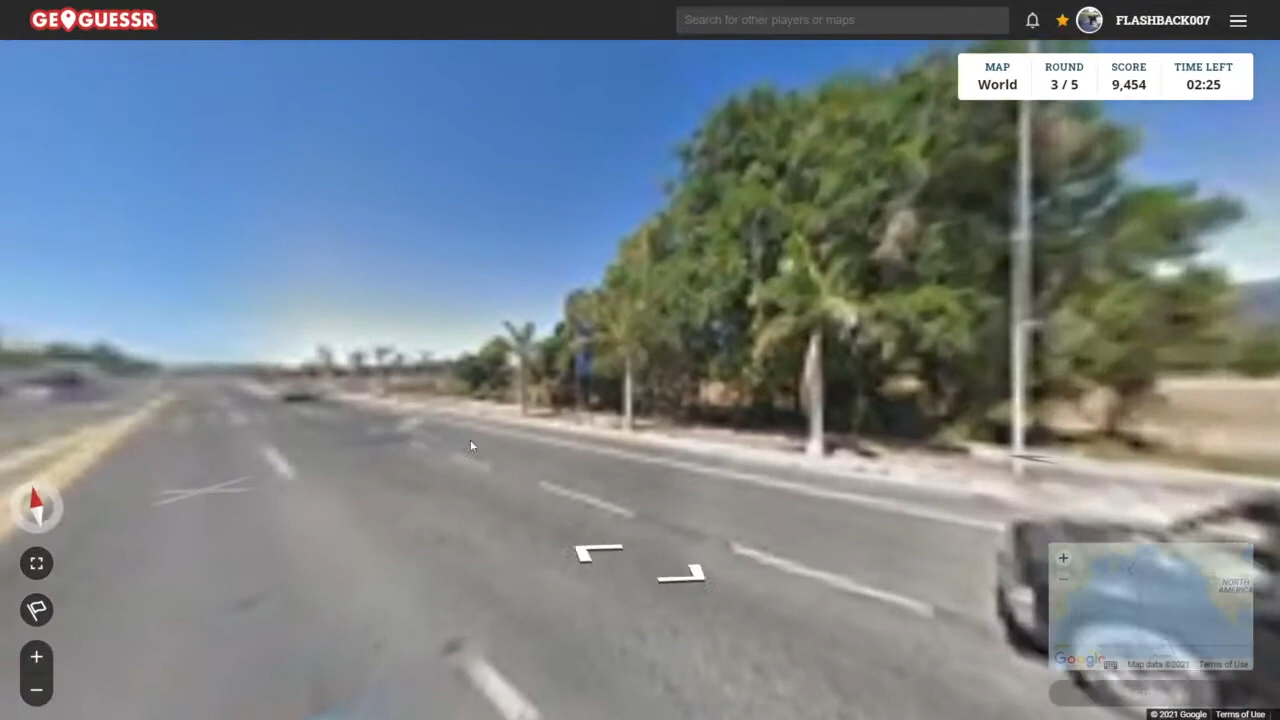 GEOGUESSR
Search for other players or maps
FLASHBACK007
MAP
World
ROUND
3 / 5
SCORE
9,454
TIME LEFT
02:25
+
−
NORTH
AMERICA
Google
Map data ©2021
Terms of Use
+
−
© 2021 Google
Terms of Use